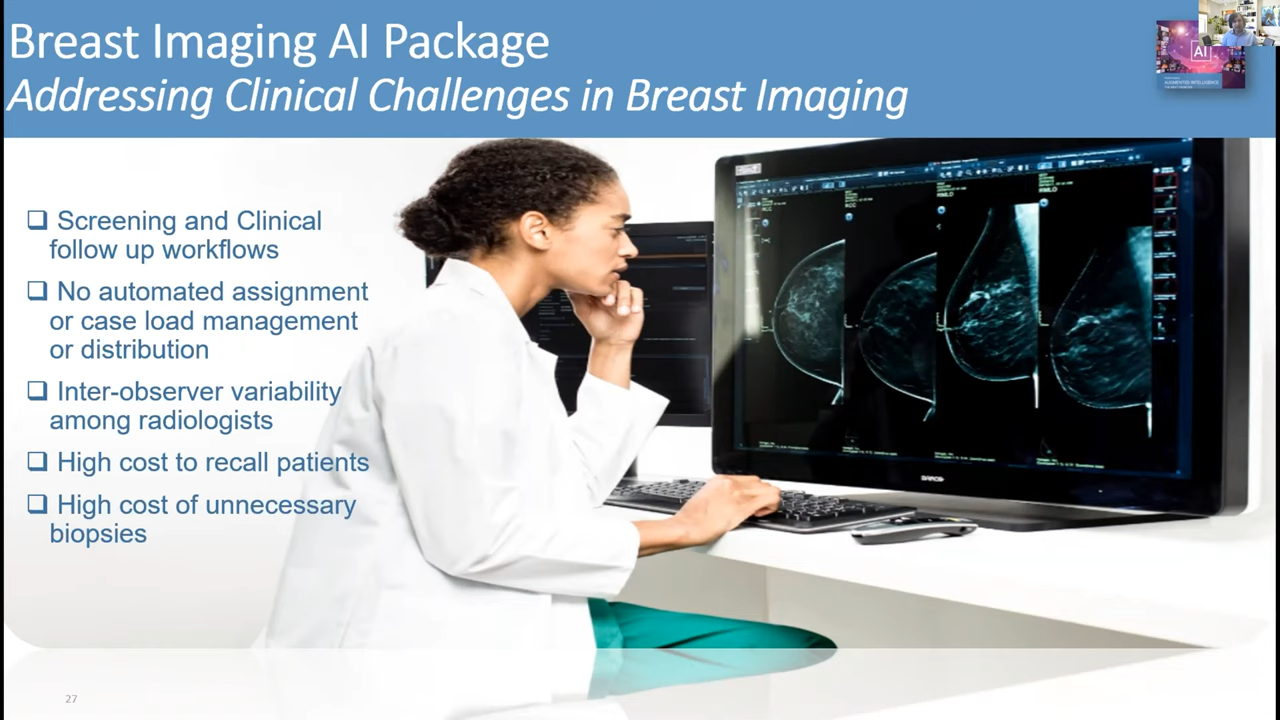 Breast Imaging AI Package
Addressing Clinical Challenges in Breast Imaging
AI
AUGMENTED INTELLIGENCE
❑ Screening and Clinical
follow up workflows
❑ No automated assignment
or case load management
or distribution
❑ Inter-observer variability
among radiologists
❑ High cost to recall patients
❑ High cost of unnecessary
biopsies
BARCO
27